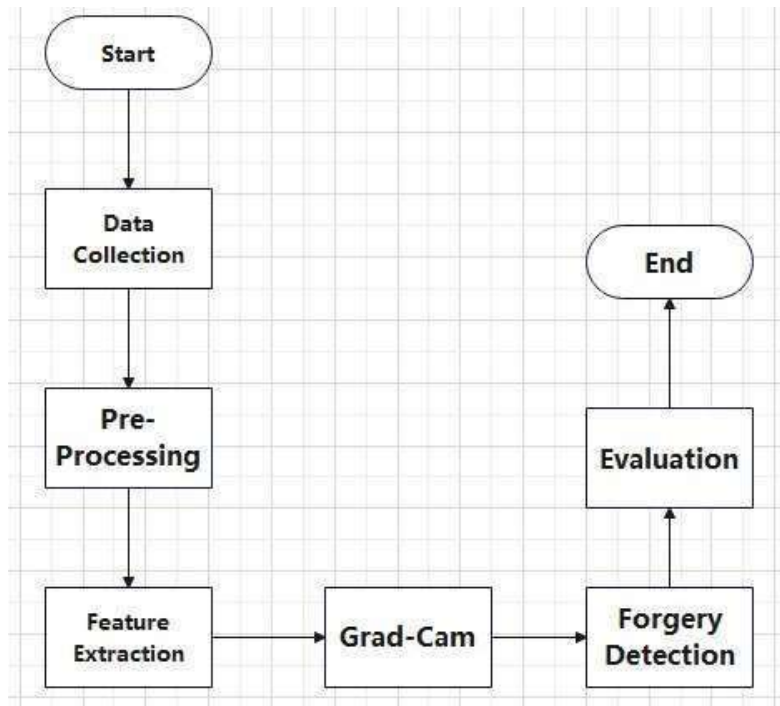 Start
Data
Collection
Pre-
Processing
Feature
Extraction
Grad-Cam
Forgery
Detection
Evaluation
End